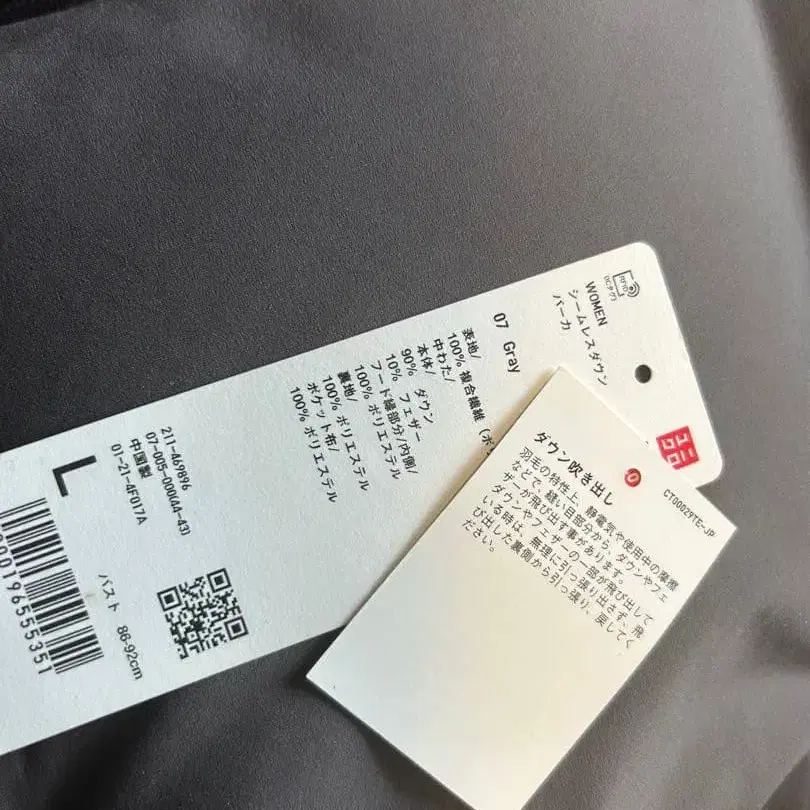 RFID
(ICタグ)
WOMEN
シームレスダウン
パーカ
07 Gray
表地/
100% 複合繊維 (ポ
中わた/
本体/
90% ダウン
10% フェザー
フード縁部分/内側/
100% ポリエステル
裏地/
100% ポリエステル
ポケット布/
100% ポリエステル
211-469896
07-005-000(44-43)
中国製
01-21-4F017A
L
バスト 86-92cm
00196555351
CT00029TE-JP
ダウン吹き出し
羽毛の特性上、静電気や使用中の摩擦
などで、縫い目部分から、ダウンやフェ
ザーが飛び出す事があります。
ダウンやフェザーの一部が飛び出して
いる時は、無理に引っ張り出さず、飛
び出した裏側から引っ張り、戻してく
ださい。